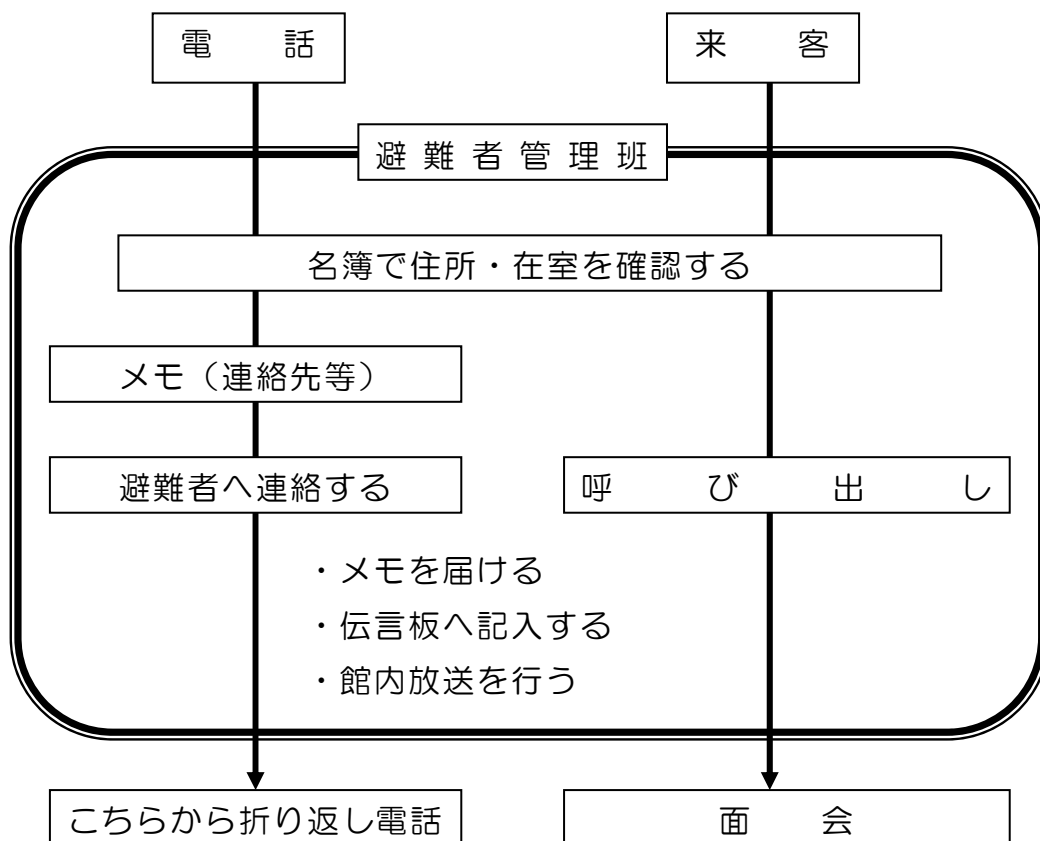 電話
来客
避難者管理班
名簿で住所・在室を確認する
メモ（連絡先等）
避難者へ連絡する
呼び出し
・メモを届ける
・伝言板へ記入する
・館内放送を行う
こちらから折り返し電話
面会